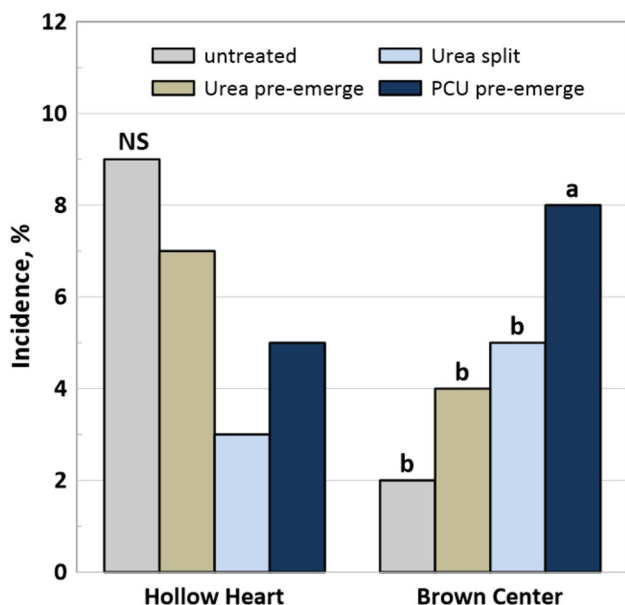 12
10
8
6
4
2
0
Incidence, %
untreated
Urea split
Urea pre-emerge
PCU pre-emerge
NS
b
b
b
a
Hollow Heart
Brown Center